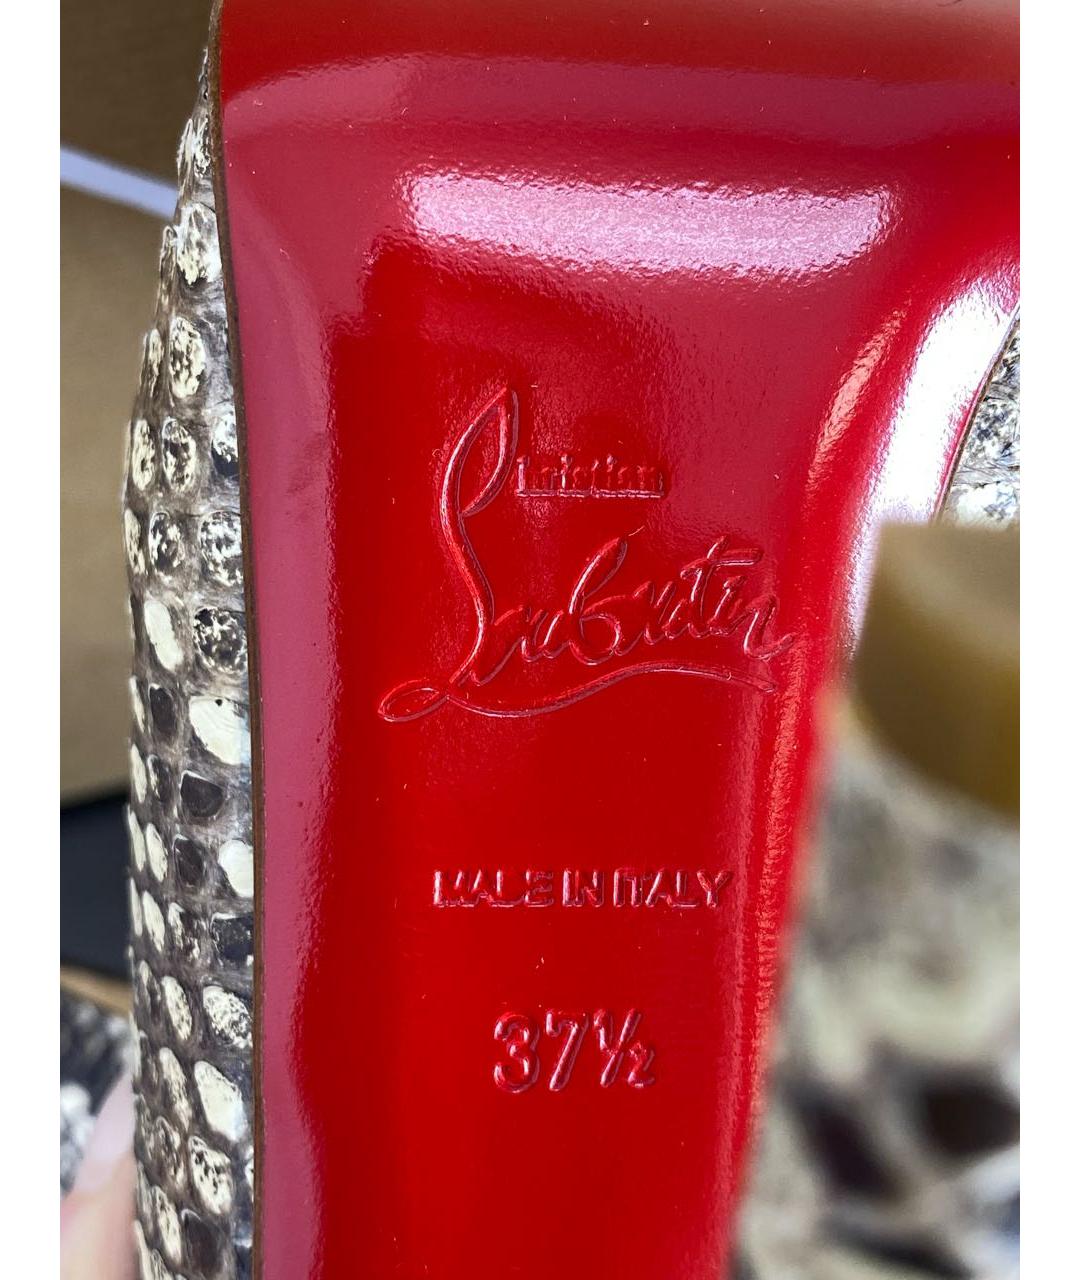 Christian
Louboutin
MADE IN ITALY
37½